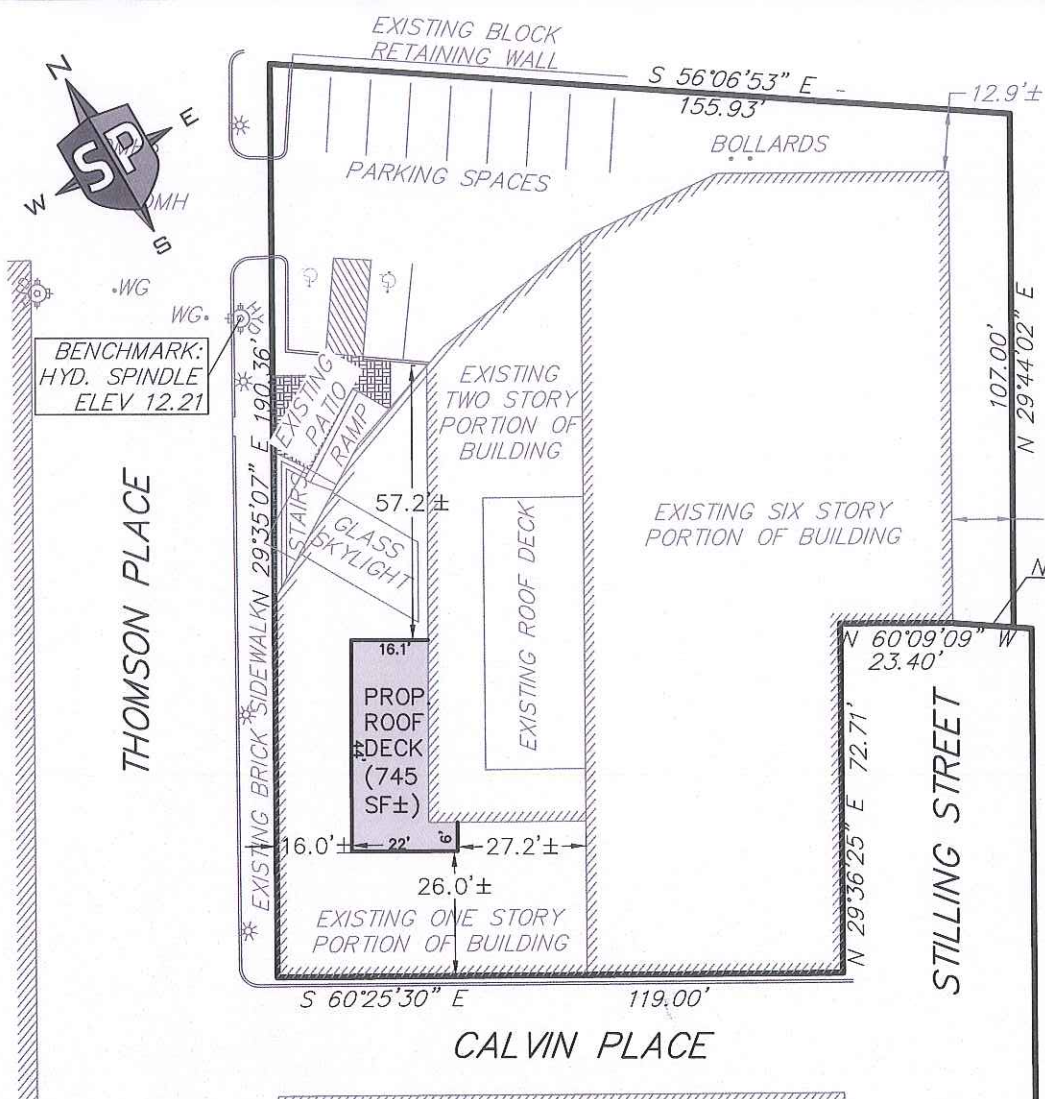 EXISTING BLOCK
RETAINING WALL
S 56°06'53" E
155.93'
12.9'±
N
E
W
S
SP
DMH
BOLLARDS
PARKING SPACES
WG
WG
HYD
BENCHMARK:
HYD. SPINDLE
ELEV 12.21
EXISTING
PATIO
RAMP
STAIRS
GLASS
SKYLIGHT
57.2'±
EXISTING
TWO STORY
PORTION OF
BUILDING
EXISTING ROOF DECK
EXISTING SIX STORY
PORTION OF BUILDING
107.00'
N 29°44'02" E
N
N 60°09'09" W
23.40'
N 29°35'07" E 190.36'
EXISTING BRICK SIDEWALK
THOMSON PLACE
16.1'
PROP
ROOF
DECK
(745
SF±)
44'
22'
6'
16.0'±
27.2'±
26.0'±
EXISTING ONE STORY
PORTION OF BUILDING
N 29°36'25" E 72.71'
STILLING STREET
S 60°25'30" E
119.00'
CALVIN PLACE